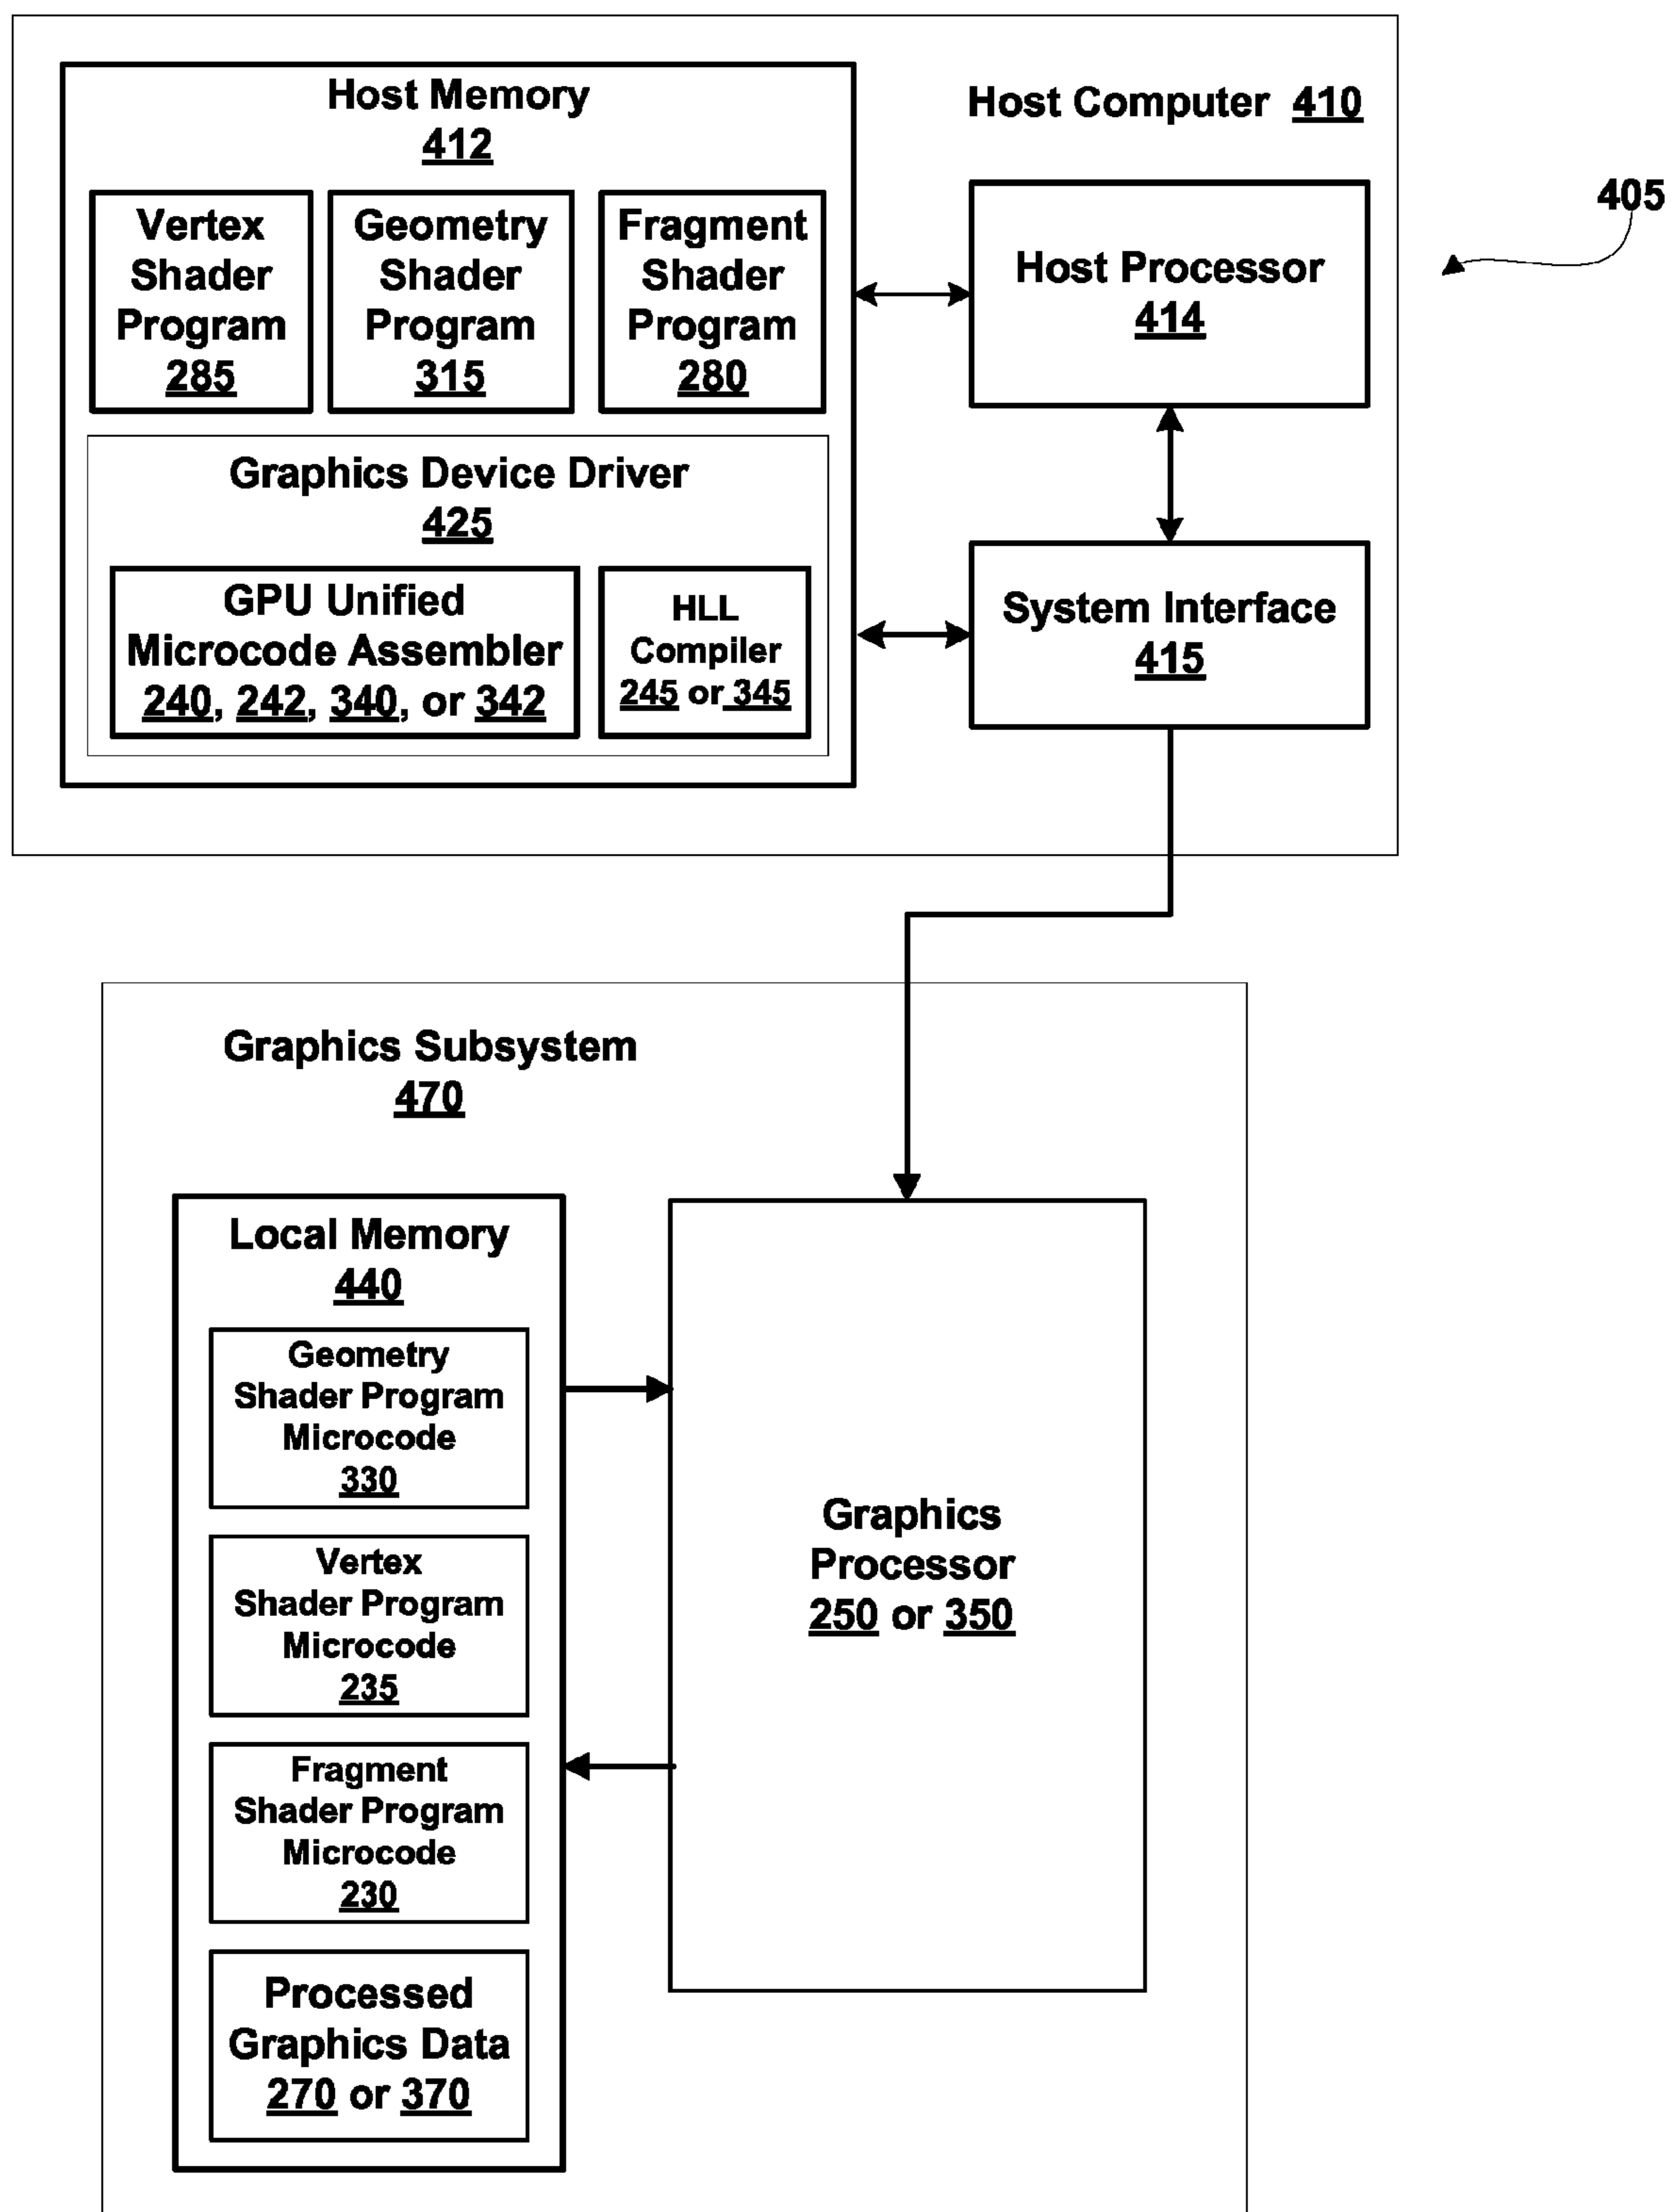 Host Memory
412
Host Computer 410
405
Vertex
Shader
Program
285
Geometry
Shader
Program
315
Fragment
Shader
Program
280
Host Processor
414
Graphics Device Driver
425
GPU Unified
Microcode Assembler
240, 242, 340, or 342
HLL
Compiler
245 or 345
System Interface
415
Graphics Subsystem
470
Local Memory
440
Geometry
Shader Program
Microcode
330
Vertex
Shader Program
Microcode
235
Fragment
Shader Program
Microcode
230
Processed
Graphics Data
270 or 370
Graphics
Processor
250 or 350